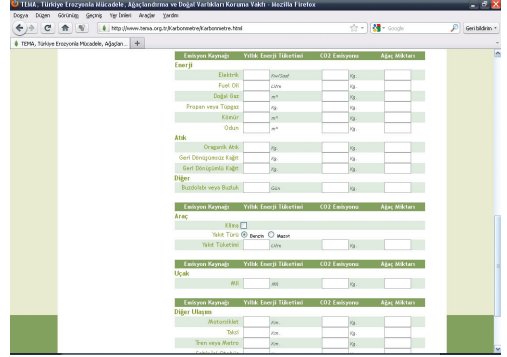 TEMA , Türkiye Erozyonla Mücadele, Ağaçlandırma ve Doğal Varlıkları Koruma Vakfı - Mozilla Firefox
Dosya Düzen Görünüm Geçmiş Yer İmleri Araçlar Yardım
http://www.tema.org.tr/Karbonmetre/Karbonmetre.html Google Geri bildirim
TEMA, Türkiye Erozyonla Mücadele, Ağaçlan...
Emisyon Kaynağı Yıllık Enerji Tüketimi CO2 Emisyonu Ağaç Miktarı
Enerji
Elektrik Kw/Saat Kg.
Fuel Oil Litre Kg.
Doğal Gaz m³ Kg.
Propan veya Tüpgaz Kg. Kg.
Kömür m³ Kg.
Odun m³ Kg.
Atık
Oraganik Atık Kg. Kg.
Geri Dönüşümsüz Kağıt Kg. Kg.
Geri Dönüşümlü Kağıt Kg. Kg.
Diğer
Buzdolabı veya Buzluk Gün. Kg.
Emisyon Kaynağı Yıllık Enerji Tüketimi CO2 Emisyonu Ağaç Miktarı
Araç
Klima
Yakıt Türü Benzin Mazot
Yakıt Tüketimi Litre Kg.
Emisyon Kaynağı Yıllık Enerji Tüketimi CO2 Emisyonu Ağaç Miktarı
Uçak
Mil Mil Kg.
Emisyon Kaynağı Yıllık Enerji Tüketimi CO2 Emisyonu Ağaç Miktarı
Diğer Ulaşım
Motorsiklet Km. Kg.
Taksi Km. Kg.
Tren veya Metro Km. Kg.